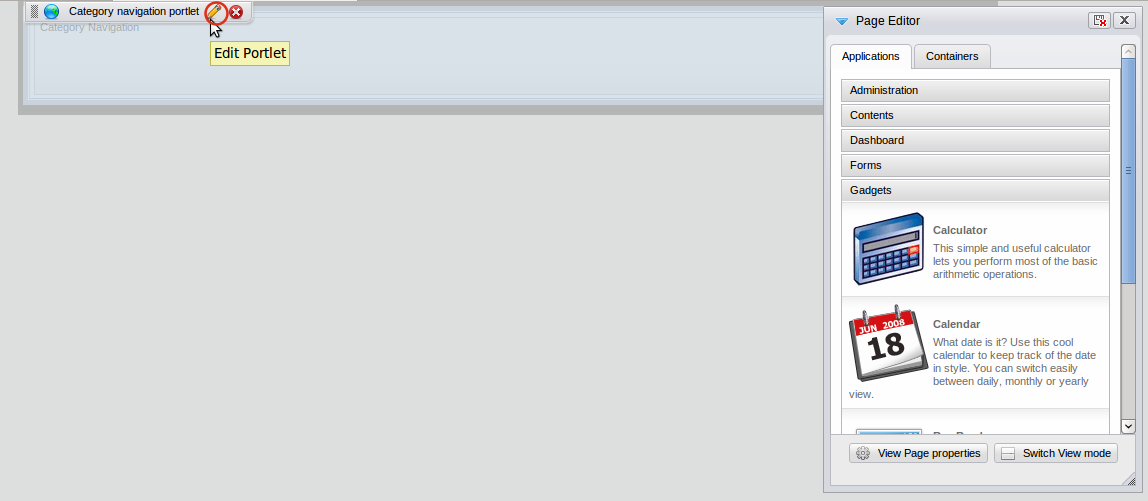 Category navigation portlet
Category Navigation
Edit Portlet
Page Editor
Applications
Containers
Administration
Contents
Dashboard
Forms
Gadgets
Calculator
This simple and useful calculator
lets you perform most of the basic
arithmetic operations.
JUN 2008
18
Calendar
What date is it? Use this cool
calendar to keep track of the date
in style. You can switch easily
between daily, monthly or yearly
view.
View Page properties
Switch View mode